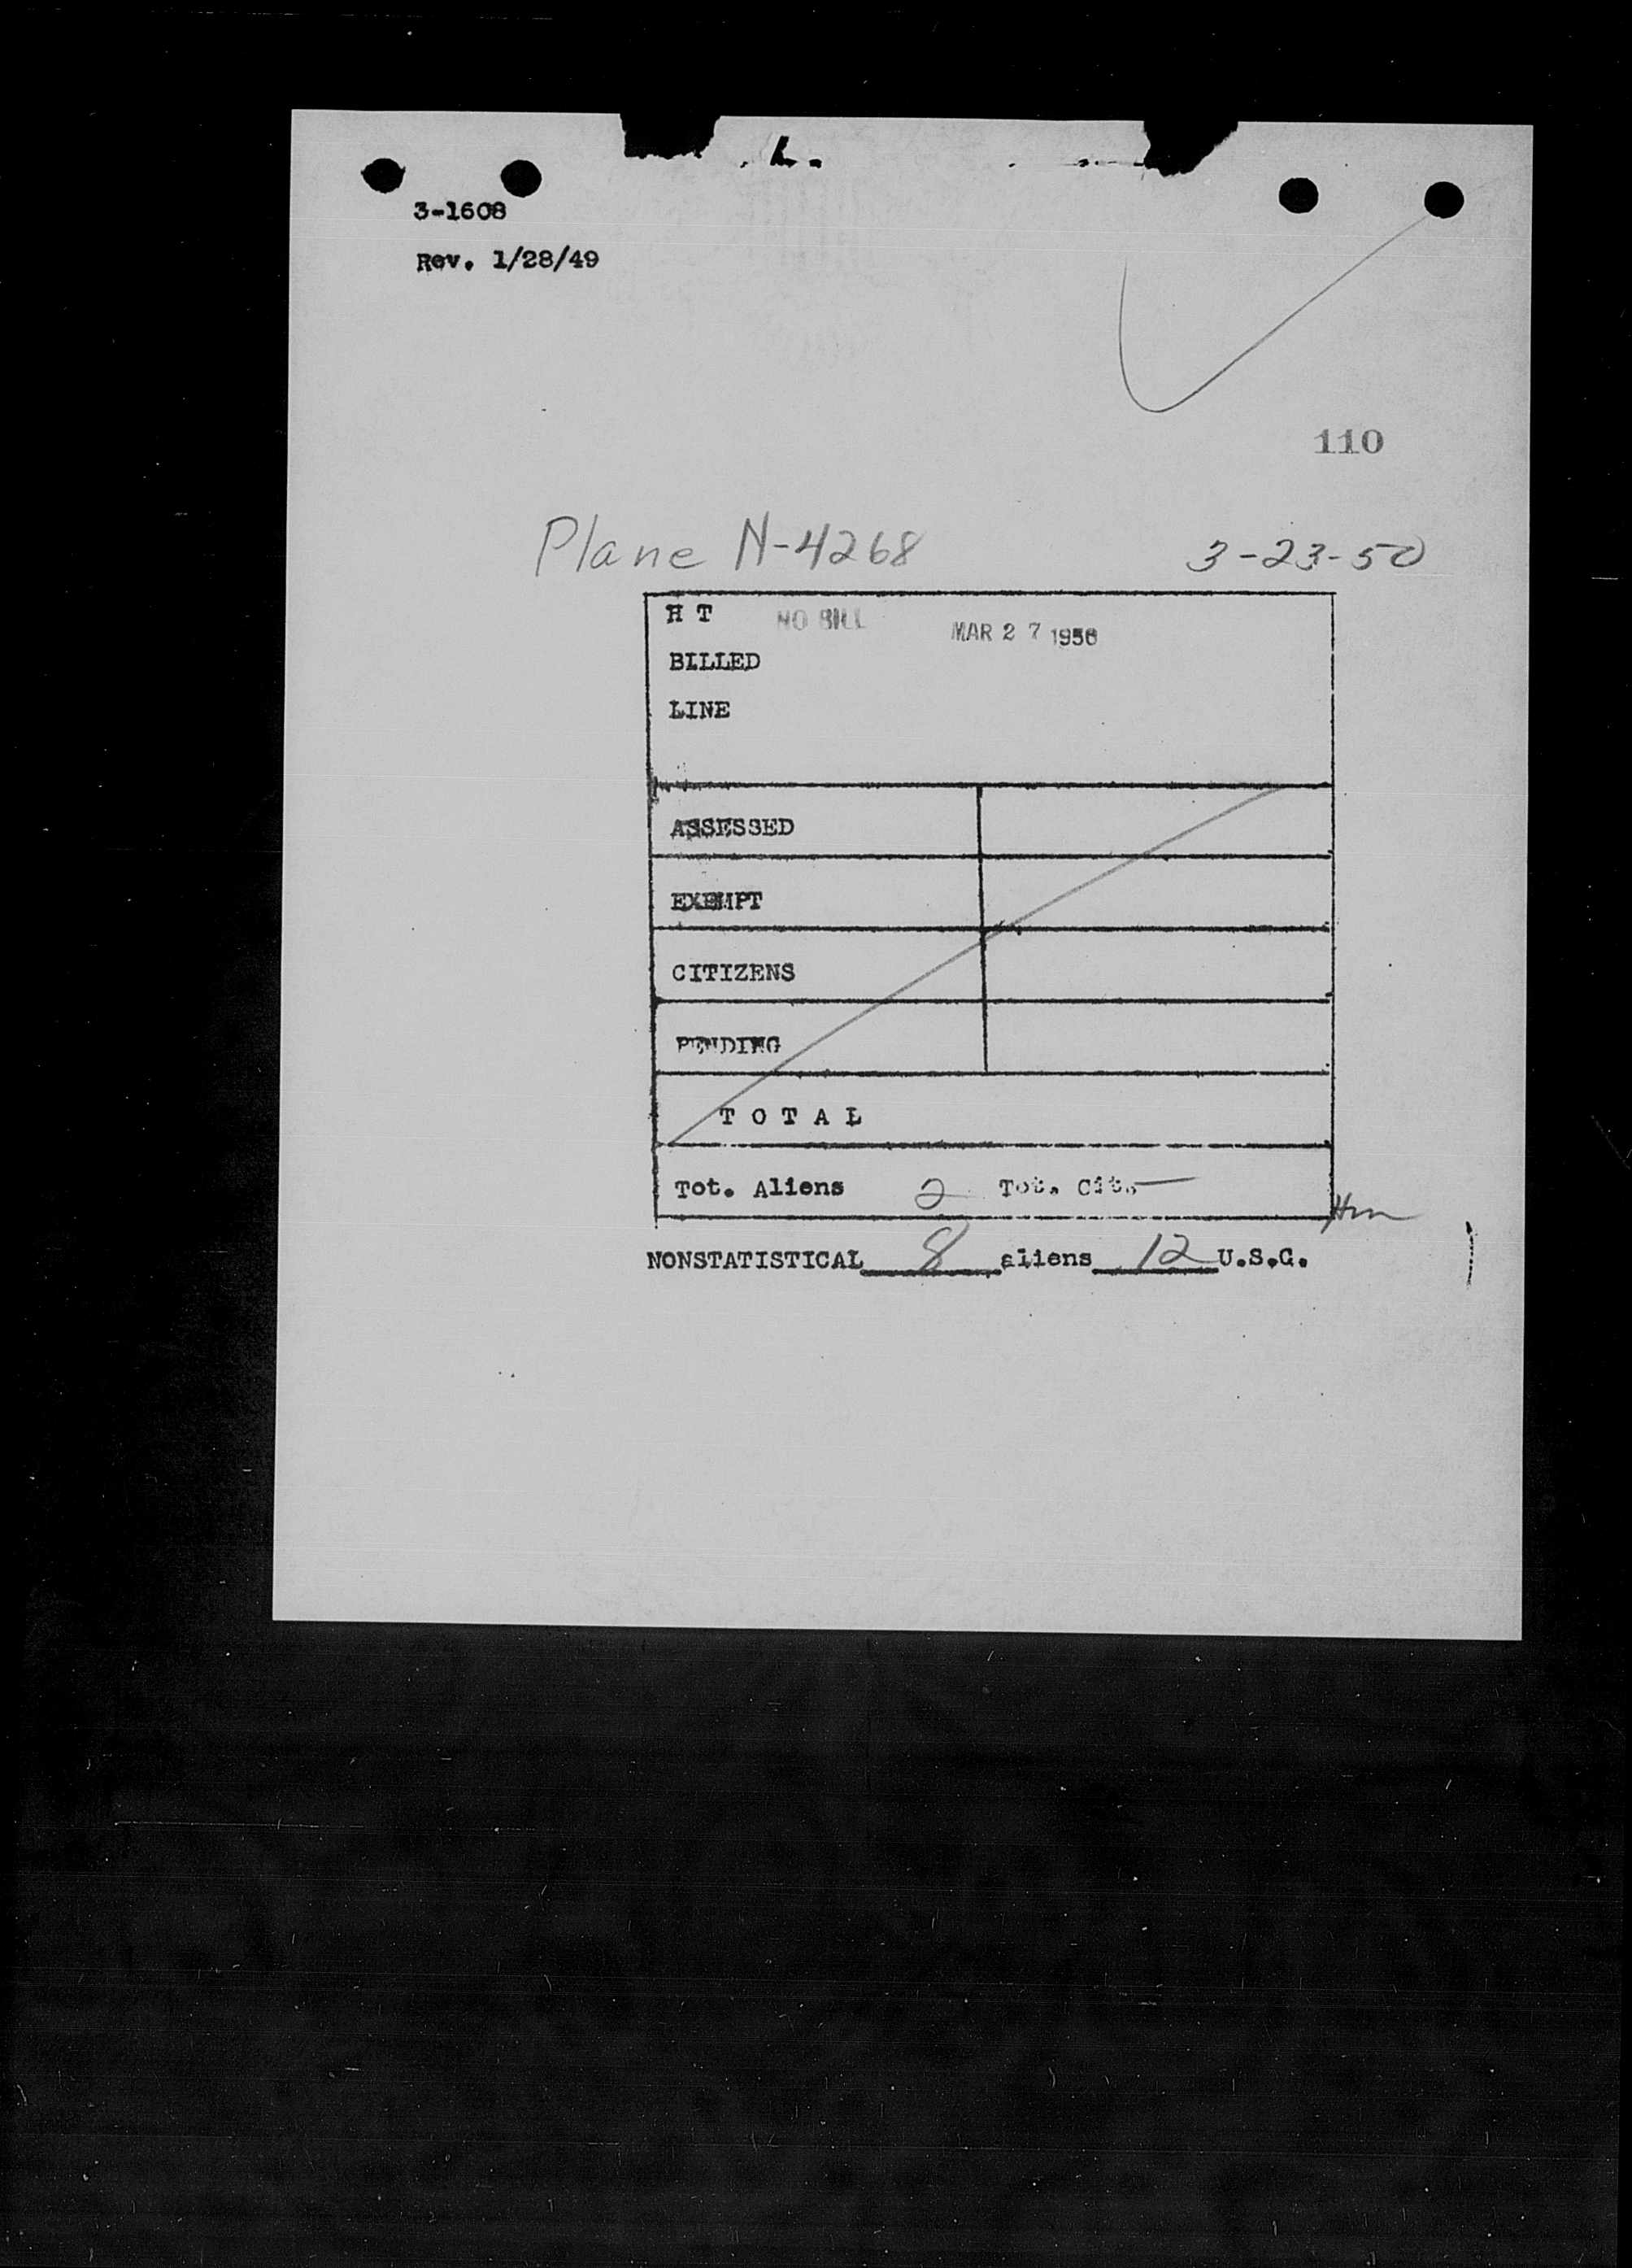 3-1608
Rev. 1/28/49
110
Plane N-4268 3-23-50
H T NO BILL MAR 27 1950
BILLED
LINE
ASSESSED
EXEMPT
CITIZENS
PENDING
T O T A L
Tot. Aliens 2 Tot. Cit. —
NONSTATISTICAL 8 aliens 12 U.S.C.